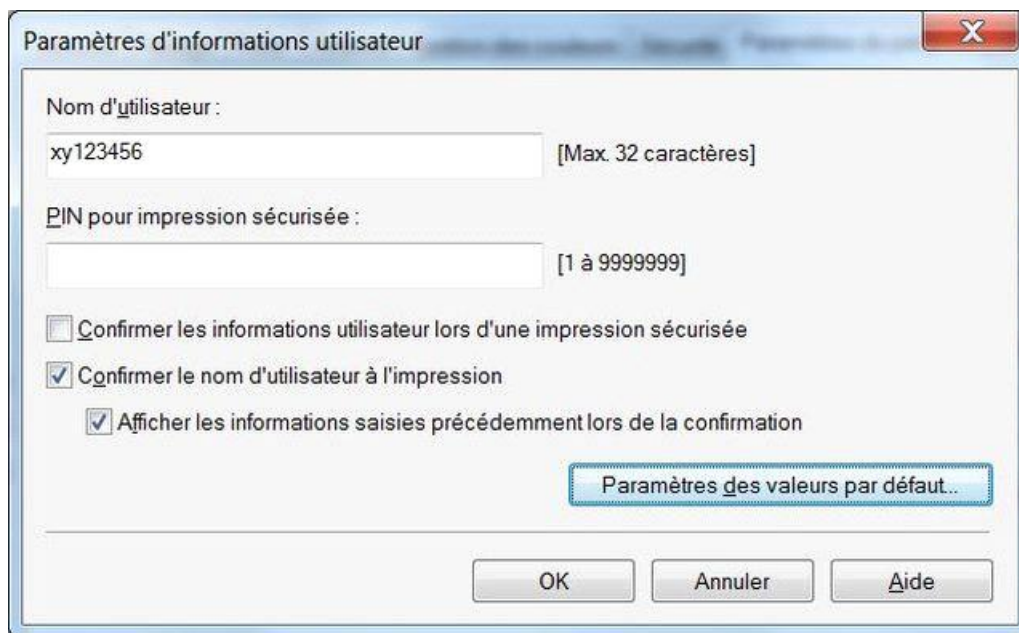 Paramètres d'informations utilisateur
Nom d'utilisateur :
xy123456 [Max. 32 caractères]
PIN pour impression sécurisée :
[1 à 9999999]
Confirmer les informations utilisateur lors d'une impression sécurisée
Confirmer le nom d'utilisateur à l'impression
Afficher les informations saisies précédemment lors de la confirmation
Paramètres des valeurs par défaut...
OK Annuler Aide